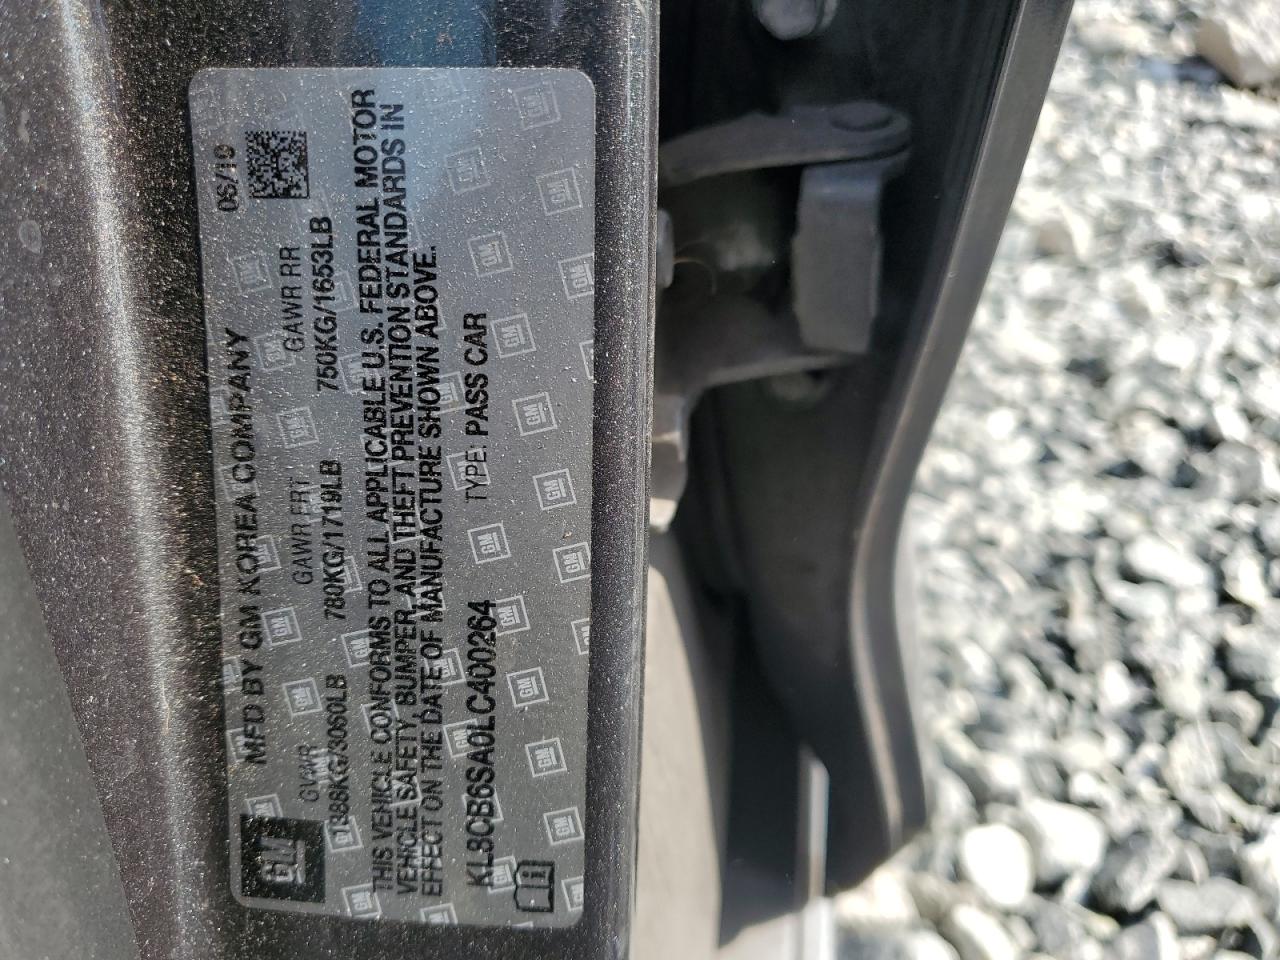 GM
MFD BY GM KOREA COMPANY 06/19
GVWR GAWR FRT GAWR RR
1388KG/3060LB 780KG/1719LB 750KG/1653LB
THIS VEHICLE CONFORMS TO ALL APPLICABLE U.S. FEDERAL MOTOR
VEHICLE SAFETY, BUMPER, AND THEFT PREVENTION STANDARDS IN
EFFECT ON THE DATE OF MANUFACTURE SHOWN ABOVE.
KL8CB6SA0LC400264 TYPE: PASS CAR